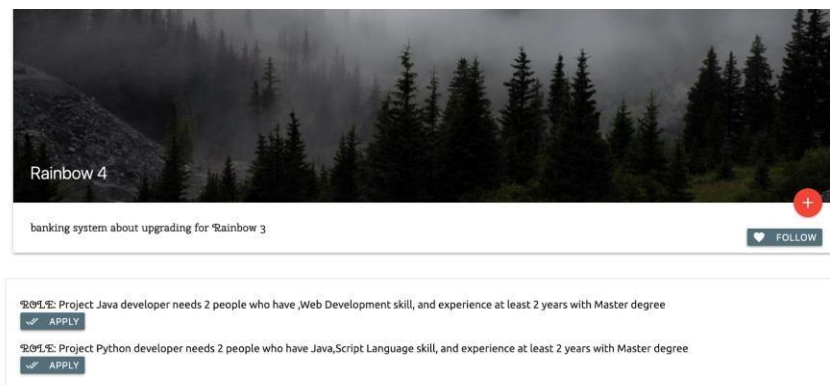 Rainbow 4
banking system about upgrading for Rainbow 3
FOLLOW
ROLE: Project Java developer needs 2 people who have ,Web Development skill, and experience at least 2 years with Master degree
APPLY
ROLE: Project Python developer needs 2 people who have Java,Script Language skill, and experience at least 2 years with Master degree
APPLY